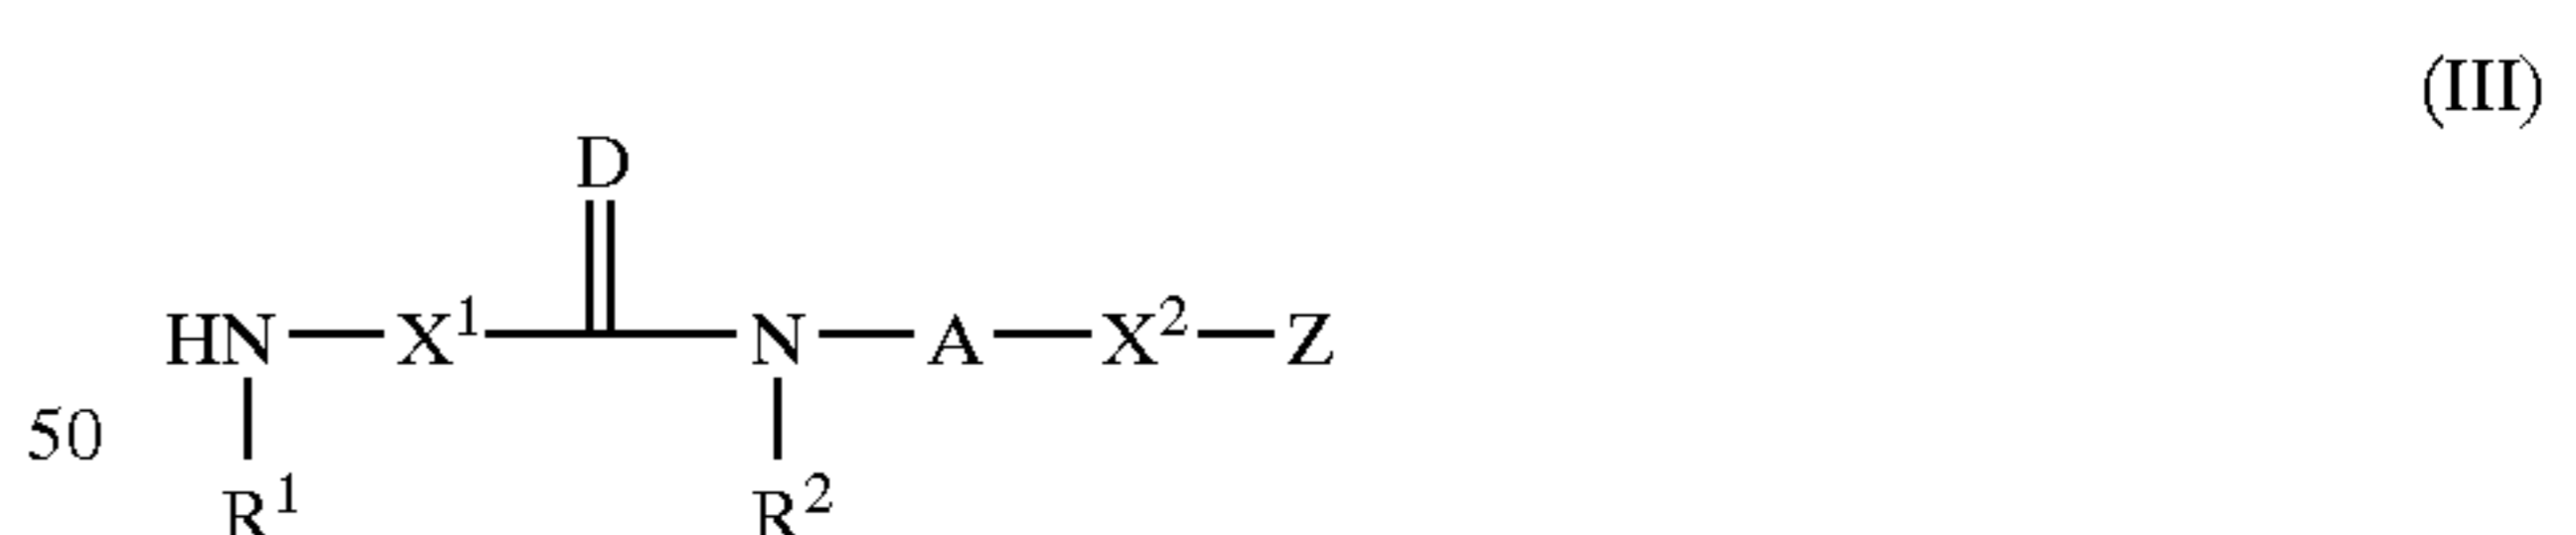 (III)
D
HN—X¹—N—A—X²—Z
50
R¹ R²